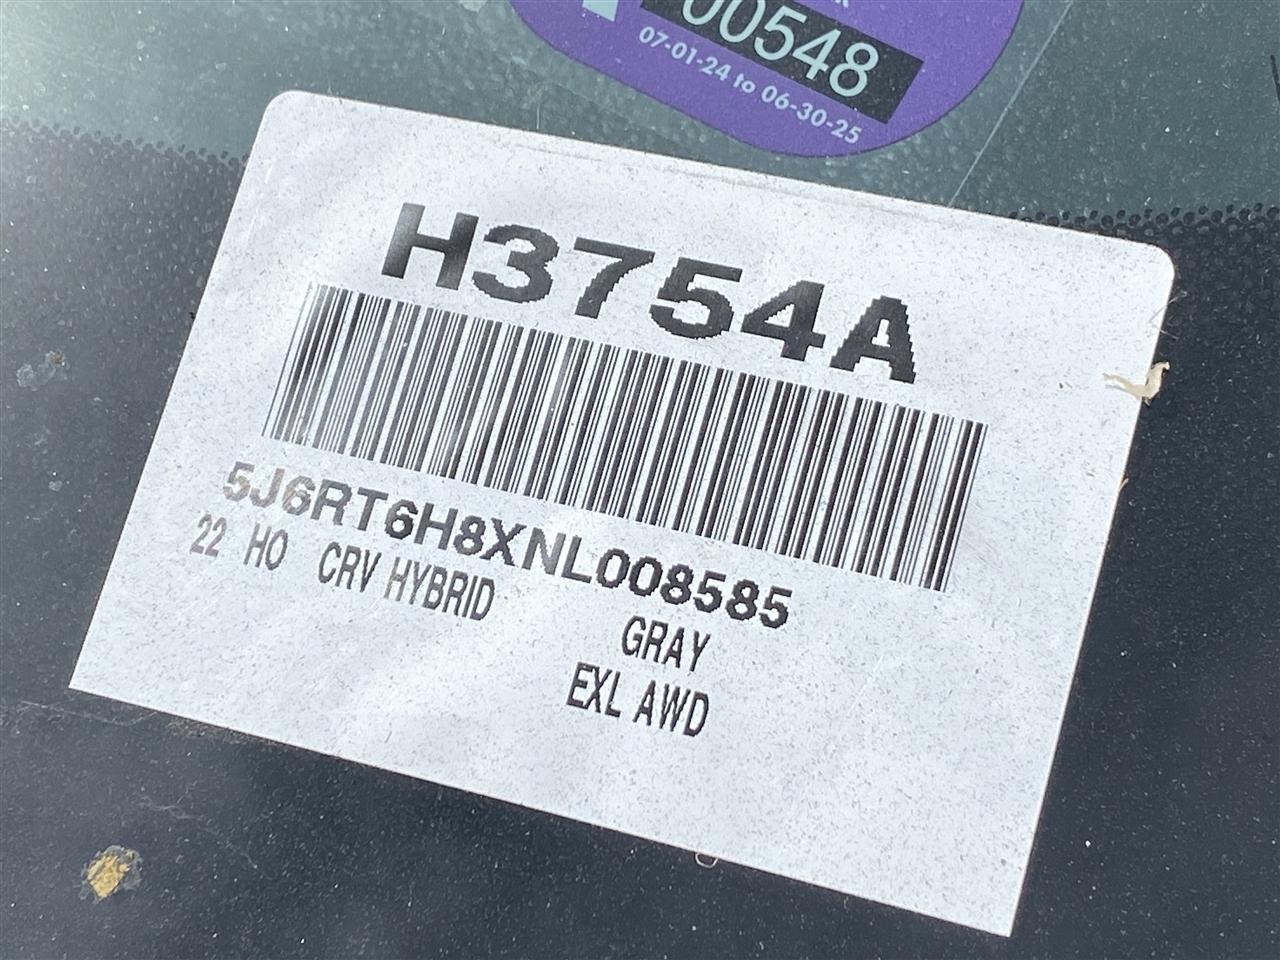 00548
07-01-24 to 06-30-25
H3754A
5J6RT6H8XNL008585
22 HO CRV HYBRID
GRAY
EXL AWD